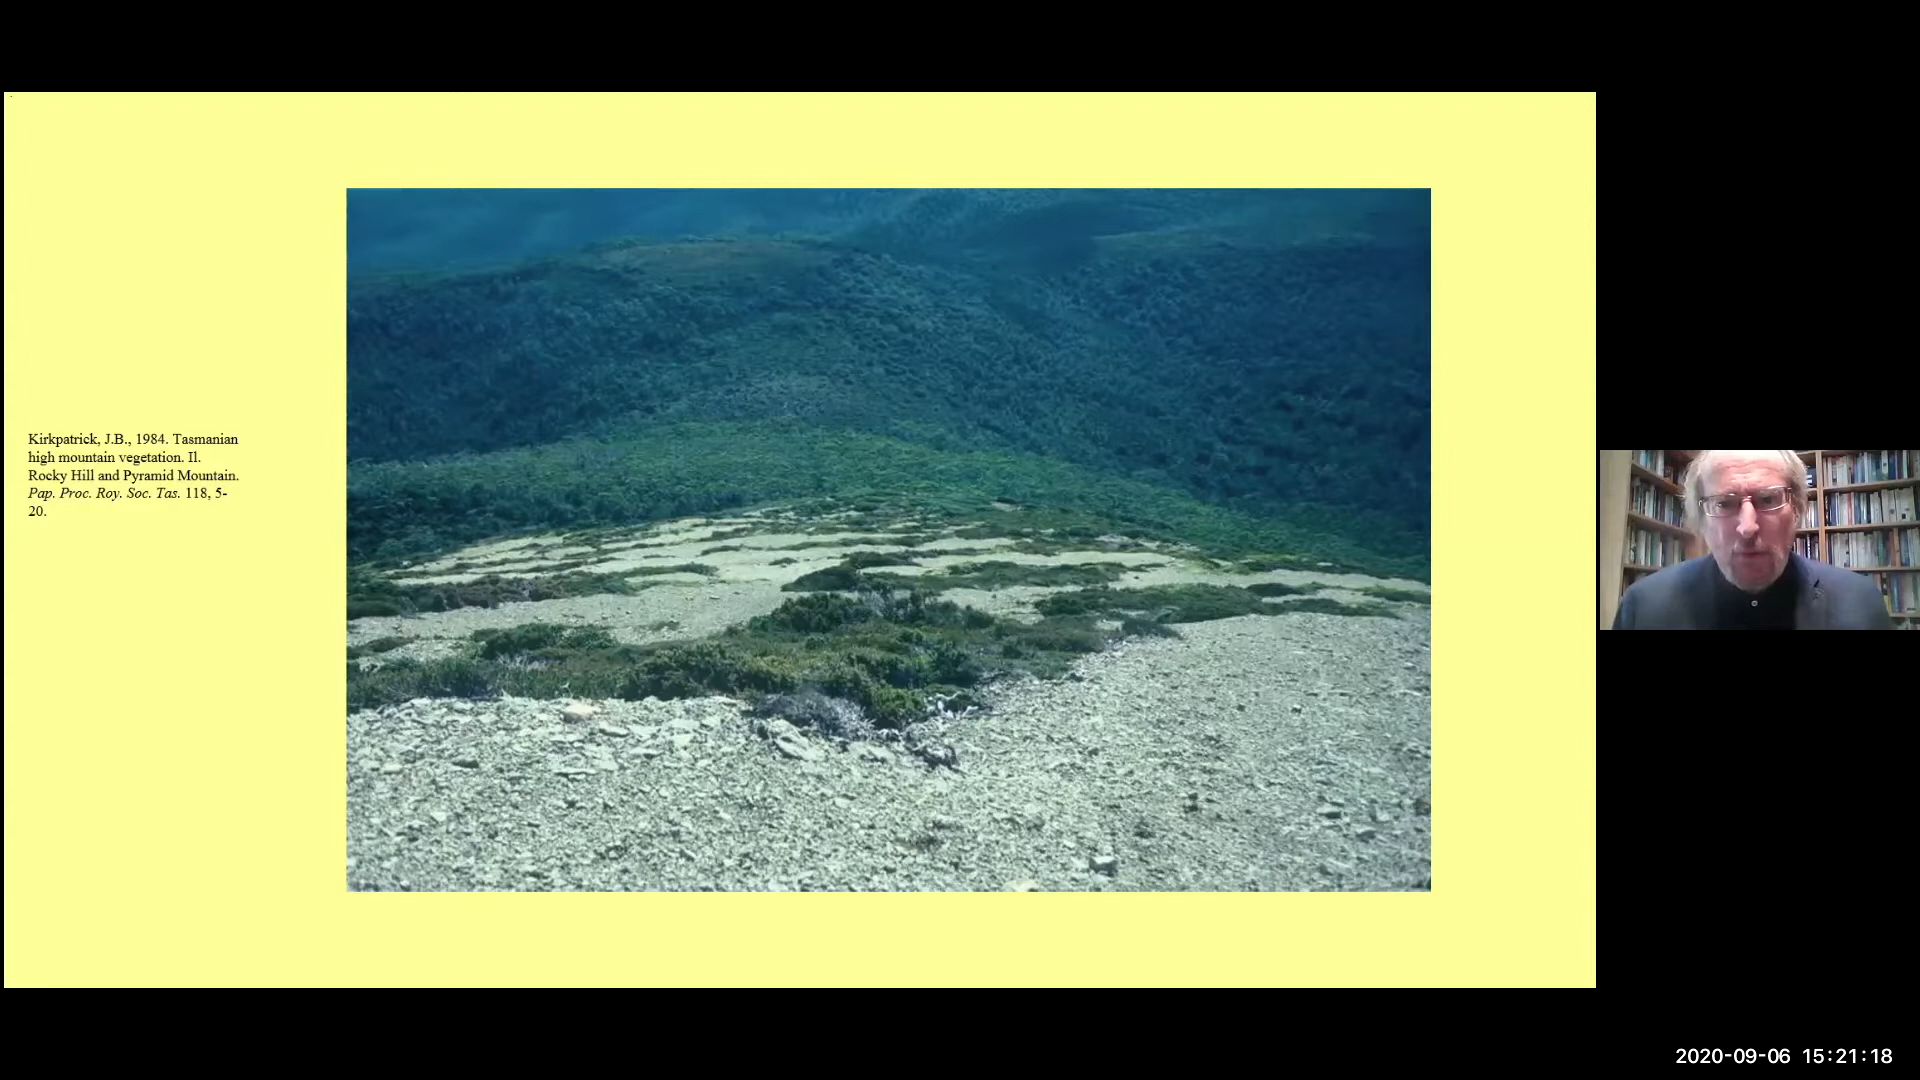 Kirkpatrick, J.B., 1984. Tasmanian
high mountain vegetation. Il.
Rocky Hill and Pyramid Mountain.
Pap. Proc. Roy. Soc. Tas. 118, 5-
20.
2020-09-06 15:21:18